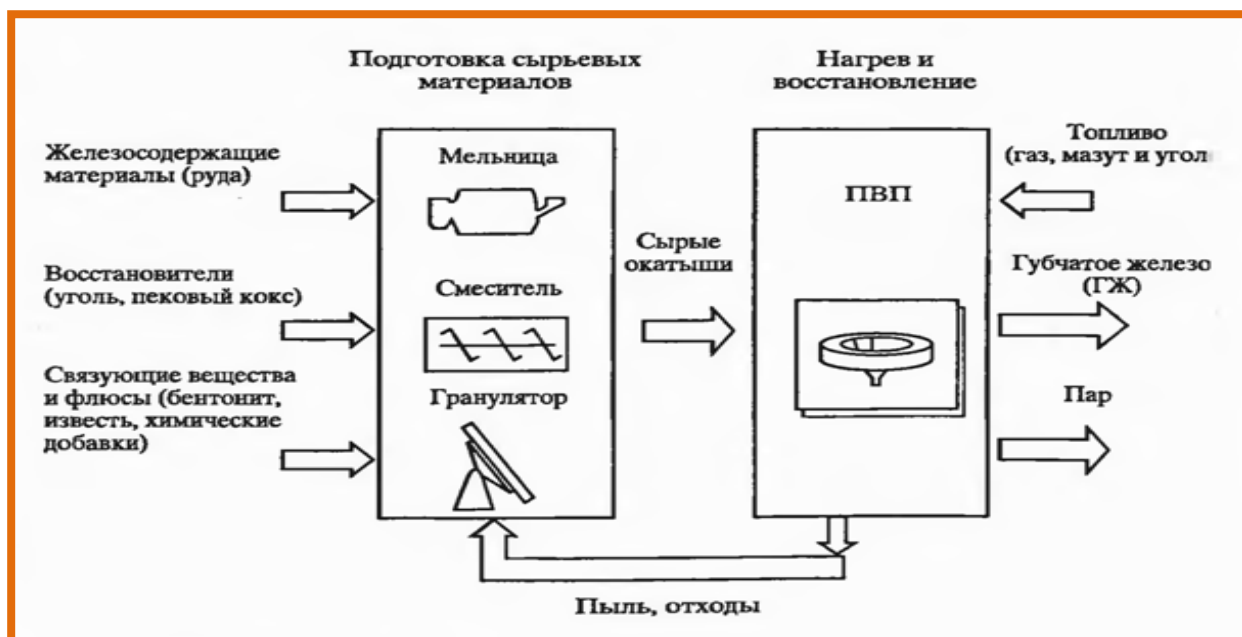 Подготовка сырьевых
материалов
Нагрев и
восстановление
Железосодержащие
материалы (руда)
Восстановители
(уголь, пековый кокс)
Связующие вещества
и флюсы (бентонит,
известь, химические
добавки)
Мельница
Смеситель
Гранулятор
Сырые
окатыши
ПВП
Топливо
(газ, мазут и угол
Губчатое железо
(ГЖ)
Пар
Пыль, отходы